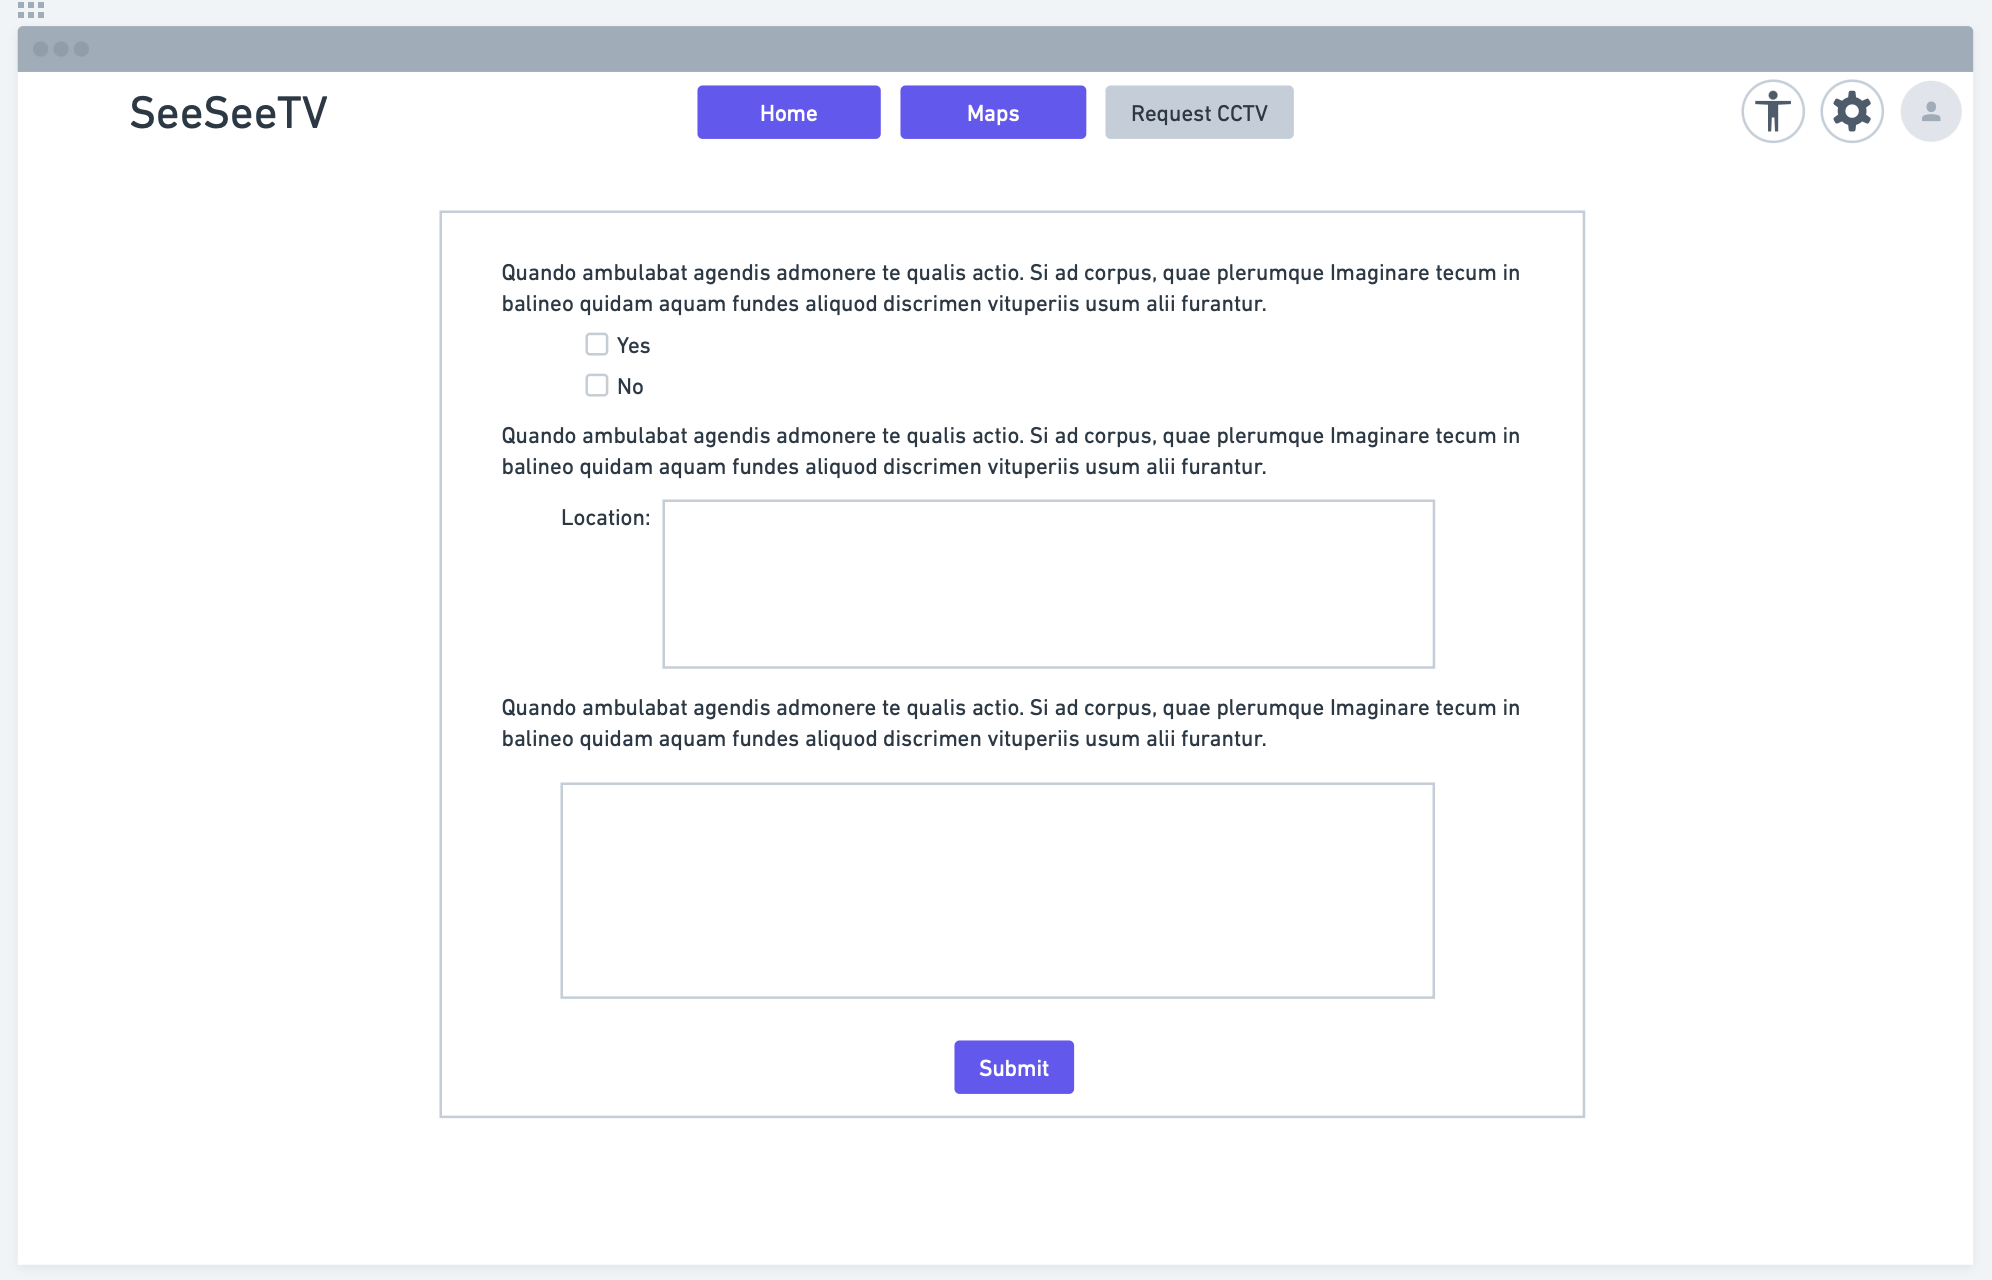 SeeSeeTV
Home
Maps
Request CCTV
Quando ambulabat agendis admonere te qualis actio. Si ad corpus, quae plerumque Imaginare tecum in
balineo quidam aquam fundes aliquod discrimen vituperiis usum alii furantur.
Yes
No
Quando ambulabat agendis admonere te qualis actio. Si ad corpus, quae plerumque Imaginare tecum in
balineo quidam aquam fundes aliquod discrimen vituperiis usum alii furantur.
Location:
Quando ambulabat agendis admonere te qualis actio. Si ad corpus, quae plerumque Imaginare tecum in
balineo quidam aquam fundes aliquod discrimen vituperiis usum alii furantur.
Submit